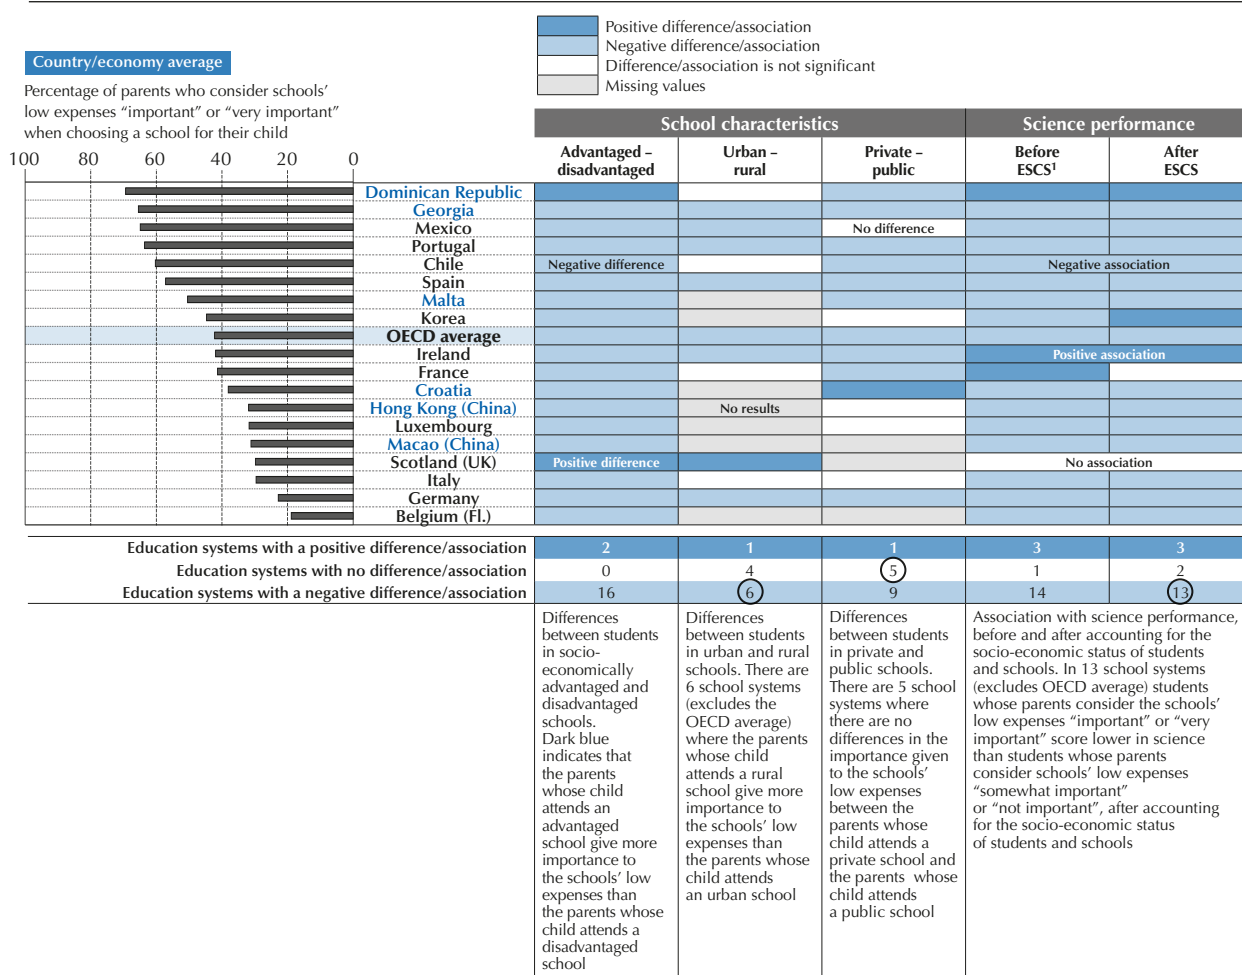 Positive difference/association
Negative difference/association
Difference/association is not significant
Missing values
Country/economy average
Percentage of parents who consider schools’
low expenses “important” or “very important”
when choosing a school for their child
School characteristics
Science performance
100 80 60 40 20 0
Advantaged –
disadvantaged
Urban –
rural
Private –
public
Before
ESCS¹
After
ESCS
Dominican Republic
Georgia
Mexico
No difference
Portugal
Chile
Negative difference
Negative association
Spain
Malta
Korea
OECD average
Ireland
Positive association
France
Croatia
Hong Kong (China)
No results
Luxembourg
Macao (China)
Scotland (UK)
Positive difference
No association
Italy
Germany
Belgium (Fl.)
Education systems with a positive difference/association 2 1 1 3 3
Education systems with no difference/association 0 4 5 1 2
Education systems with a negative difference/association 16 6 9 14 13
Differences
between students
in socio-
economically
advantaged and
disadvantaged
schools.
Dark blue
indicates that
the parents
whose child
attends an
advantaged
school give more
importance to
the schools’ low
expenses than
the parents whose
child attends a
disadvantaged
school
Differences
between students
in urban and rural
schools. There are
6 school systems
(excludes the
OECD average)
where the parents
whose child
attends a rural
school give more
importance to
the schools’ low
expenses than
the parents whose
child attends
an urban school
Differences
between students
in private and
public schools.
There are 5 school
systems where
there are no
differences in the
importance given
to the schools’
low expenses
between the
parents whose
child attends a
private school and
the parents whose
child attends
a public school
Association with science performance,
before and after accounting for the
socio-economic status of students
and schools. In 13 school systems
(excludes OECD average) students
whose parents consider the schools’
low expenses “important” or “very
important” score lower in science
than students whose parents
consider schools’ low expenses
“somewhat important”
or “not important”, after accounting
for the socio-economic status
of students and schools